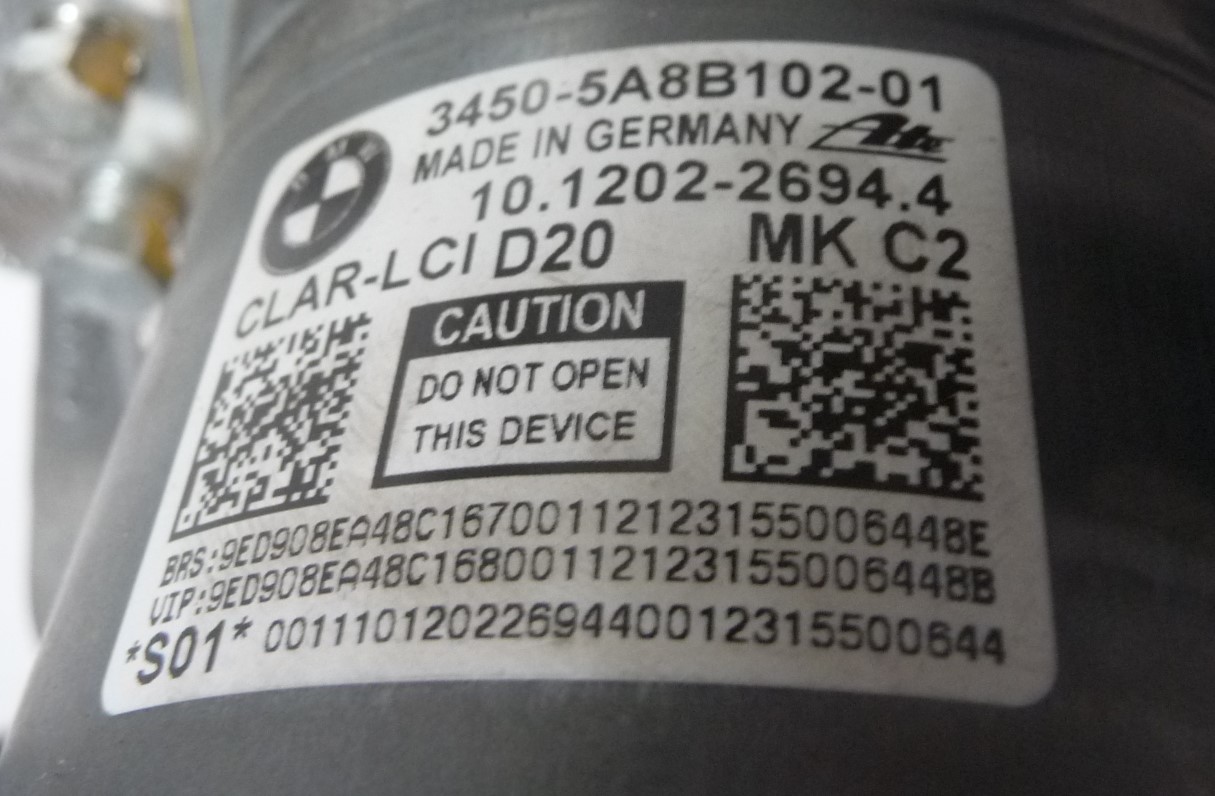 3450-5A8B102-01
BMW
MADE IN GERMANY Ate
10.1202-2694.4
CLAR-LCI D20 MK C2
CAUTION
DO NOT OPEN
THIS DEVICE
BRS:9ED908EA48C16700112123155006448E
VIP:9ED908EA48C16800112123155006448B
*S01* 0011101202269440012315500644